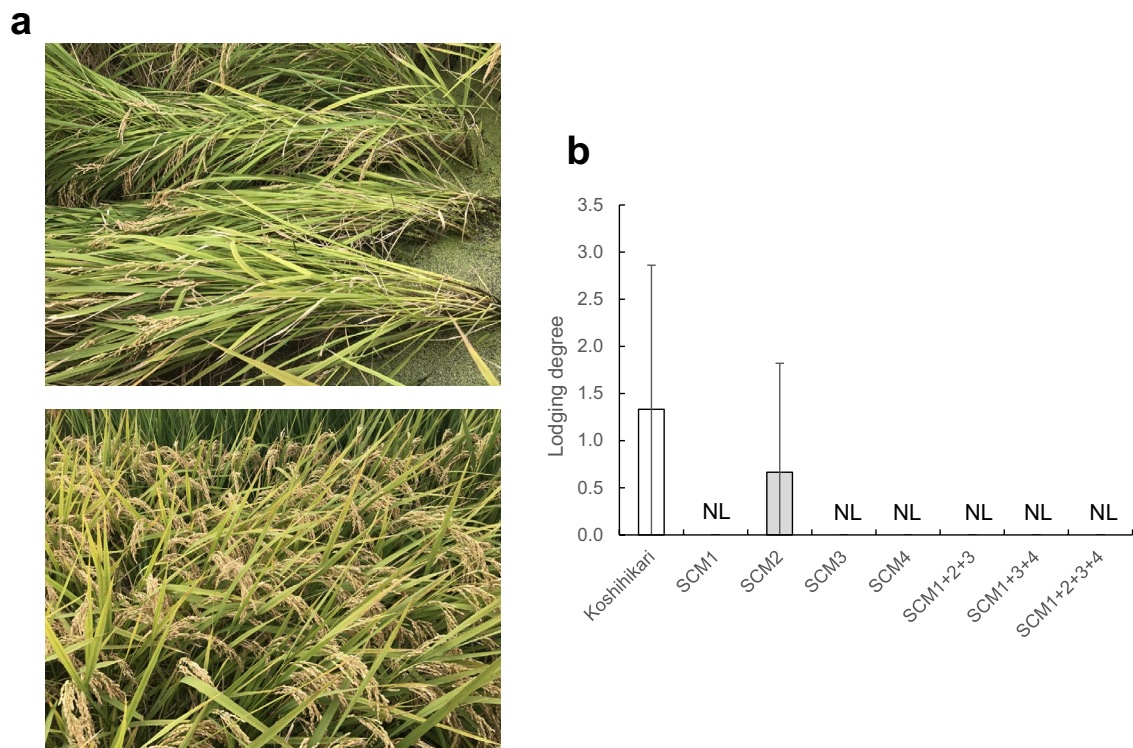 a
b
Lodging degree
3.5
3.0
2.5
2.0
1.5
1.0
0.5
0.0
NL NL NL NL NL NL
Koshihikari
SCM1
SCM2
SCM3
SCM4
SCM1+2+3
SCM1+3+4
SCM1+2+3+4